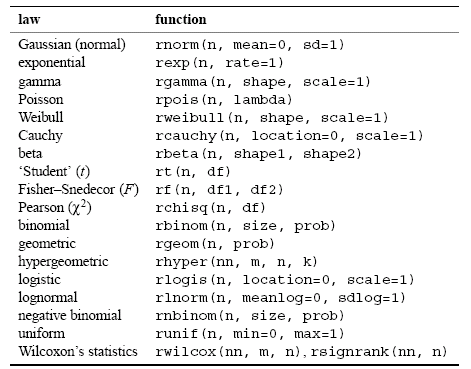 law function
Gaussian (normal) rnorm(n, mean=0, sd=1)
exponential rexp(n, rate=1)
gamma rgamma(n, shape, scale=1)
Poisson rpois(n, lambda)
Weibull rweibull(n, shape, scale=1)
Cauchy rcauchy(n, location=0, scale=1)
beta rbeta(n, shape1, shape2)
‘Student’ (t) rt(n, df)
Fisher–Snedecor (F) rf(n, df1, df2)
Pearson (χ²) rchisq(n, df)
binomial rbinom(n, size, prob)
geometric rgeom(n, prob)
hypergeometric rhyper(nn, m, n, k)
logistic rlogis(n, location=0, scale=1)
lognormal rlnorm(n, meanlog=0, sdlog=1)
negative binomial rnbinom(n, size, prob)
uniform runif(n, min=0, max=1)
Wilcoxon's statistics rwilcox(nn, m, n), rsignrank(nn, n)